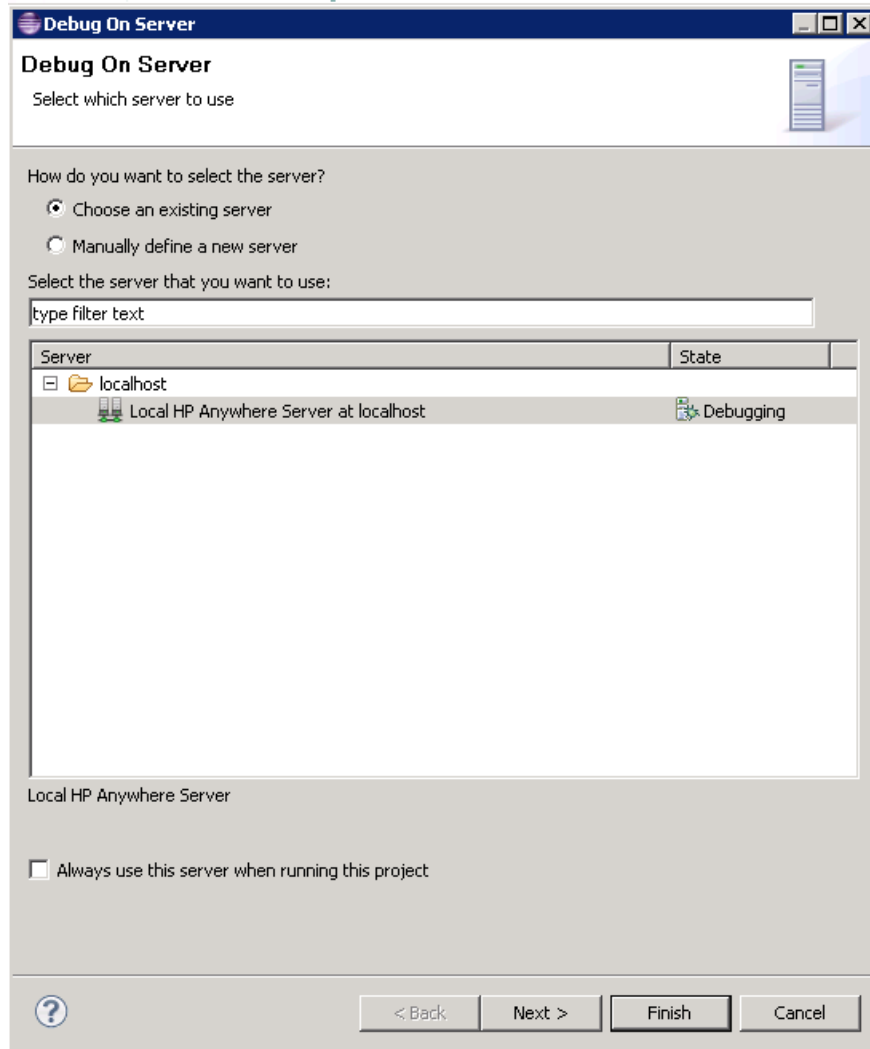 Debug On Server
Debug On Server
Select which server to use
How do you want to select the server?
Choose an existing server
Manually define a new server
Select the server that you want to use:
type filter text
Server State
localhost
Local HP Anywhere Server at localhost Debugging
Local HP Anywhere Server
Always use this server when running this project
? < Back Next > Finish Cancel